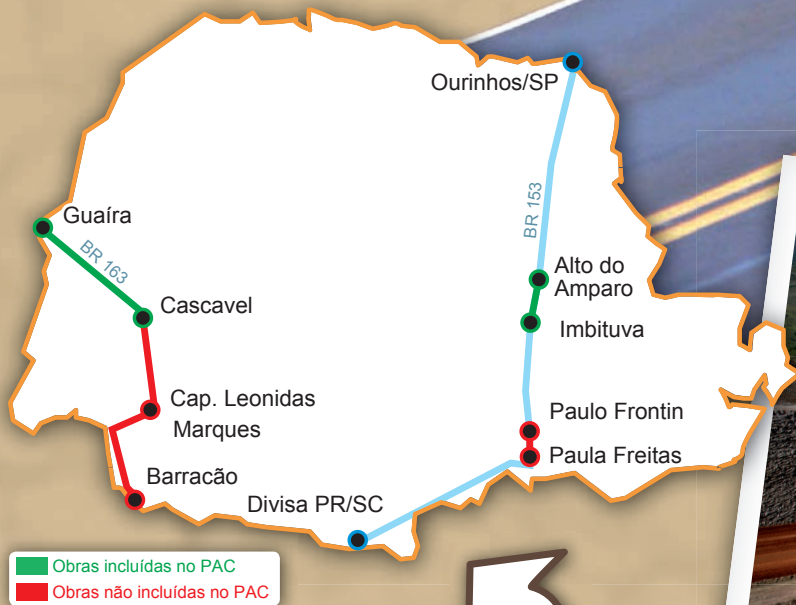 Ourinhos/SP
Guaíra
BR 163
BR 153
Alto do
Amparo
Cascavel
Imbituva
Cap. Leonidas
Marques
Paulo Frontin
Paula Freitas
Barracão
Divisa PR/SC
Obras incluídas no PAC
Obras não incluídas no PAC